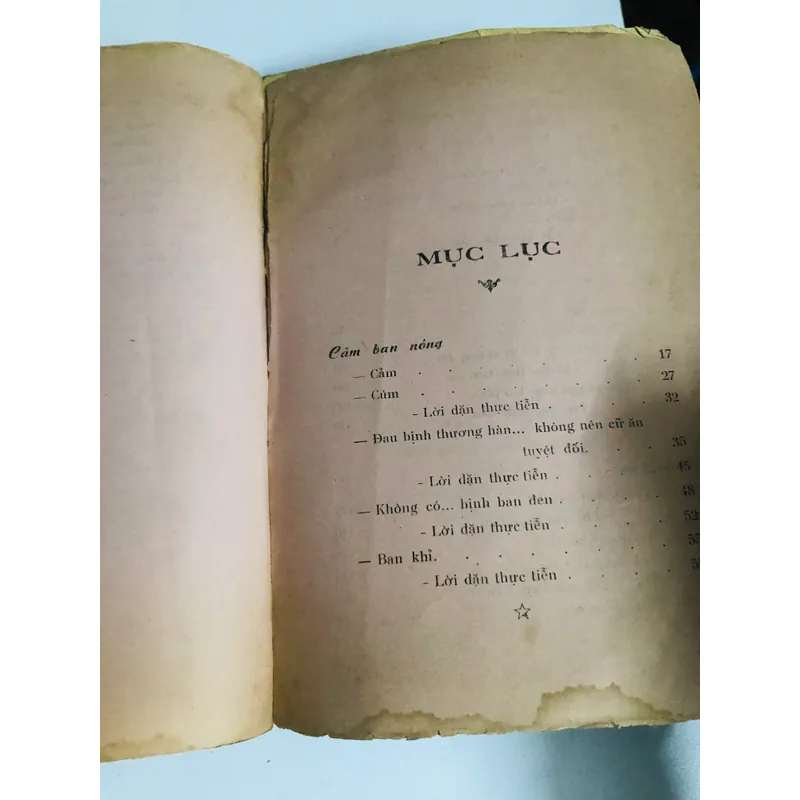 MỤC LỤC
Cảm ban nóng
— Cảm . . . . . . . . 17
— Cúm . . . . . . . . 27
- Lời dặn thực tiễn . . . . 32
— Đau bịnh thương hàn... không nên cữ ăn
tuyệt đối. . . . 35
- Lời dặn thực tiễn . . . . 45
— Không có... bịnh ban đen . . . . 48
- Lời dặn thực tiễn . . . . 52
— Ban khỉ. . . . . . . .
- Lời dặn thực tiễn . . . .